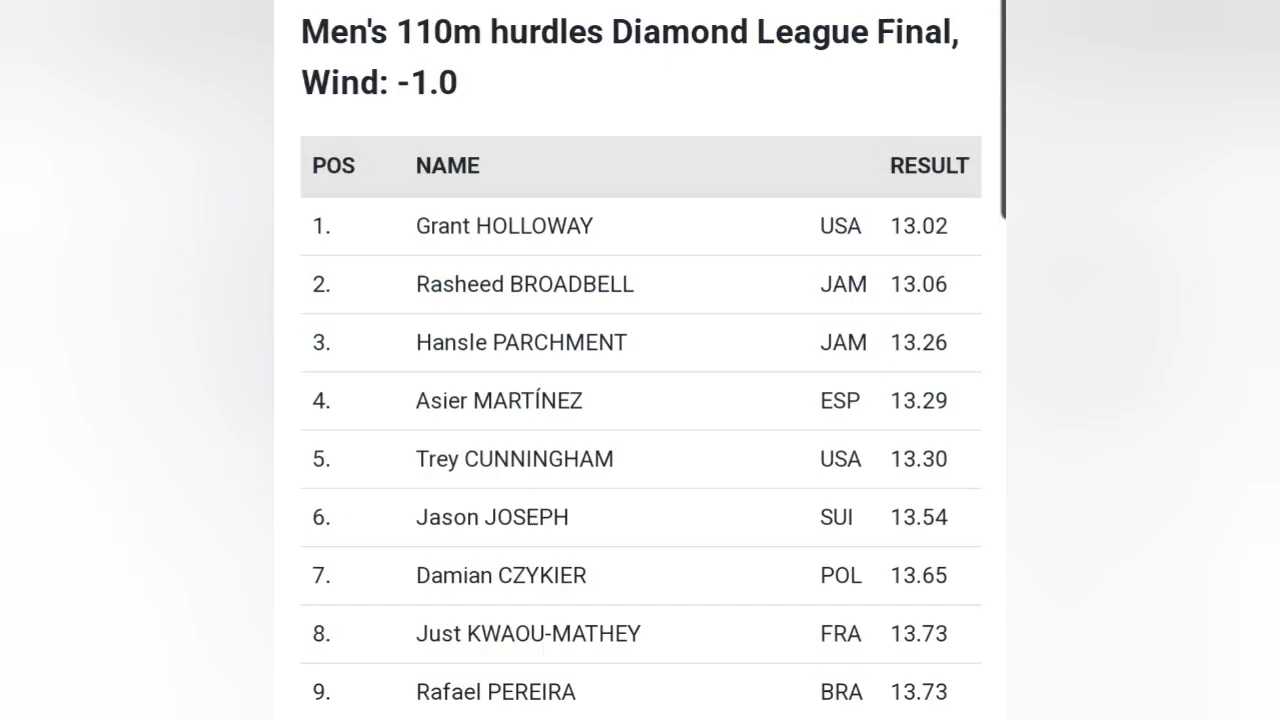 Men's 110m hurdles Diamond League Final,
Wind: -1.0
POS NAME RESULT
1. Grant HOLLOWAY USA 13.02
2. Rasheed BROADBELL JAM 13.06
3. Hansle PARCHMENT JAM 13.26
4. Asier MARTÍNEZ ESP 13.29
5. Trey CUNNINGHAM USA 13.30
6. Jason JOSEPH SUI 13.54
7. Damian CZYKIER POL 13.65
8. Just KWAOU-MATHEY FRA 13.73
9. Rafael PEREIRA BRA 13.73